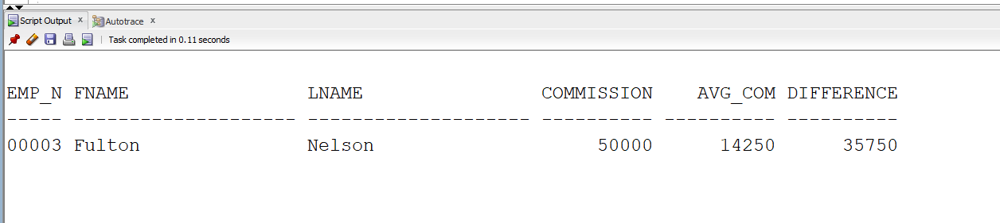 Script Output x Autotrace x
Task completed in 0.11 seconds
EMP_N FNAME LNAME COMMISSION AVG_COM DIFFERENCE
----- -------------------- -------------------- ---------- ---------- ----------
00003 Fulton Nelson 50000 14250 35750